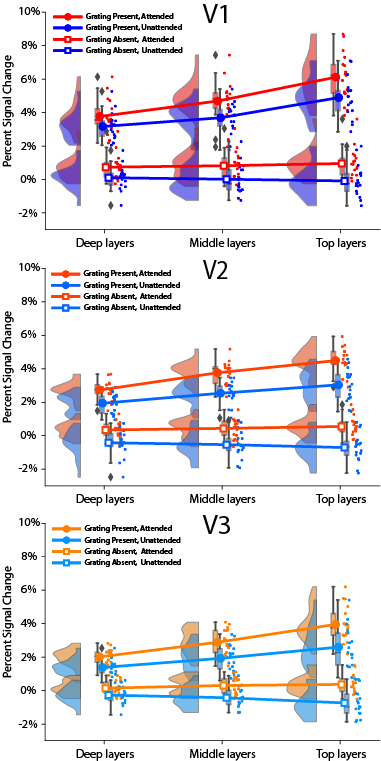 V1
10%
Grating Present, Attended
Grating Present, Unattended
Grating Absent, Attended
Grating Absent, Unattended
8%
6%
4%
2%
0%
-2%
Percent Signal Change
Deep layers Middle layers Top layers
V2
10%
Grating Present, Attended
Grating Present, Unattended
Grating Absent, Attended
Grating Absent, Unattended
8%
6%
4%
2%
0%
-2%
Percent Signal Change
Deep layers Middle layers Top layers
V3
10%
Grating Present, Attended
Grating Present, Unattended
Grating Absent, Attended
Grating Absent, Unattended
8%
6%
4%
2%
0%
-2%
Percent Signal Change
Deep layers Middle layers Top layers